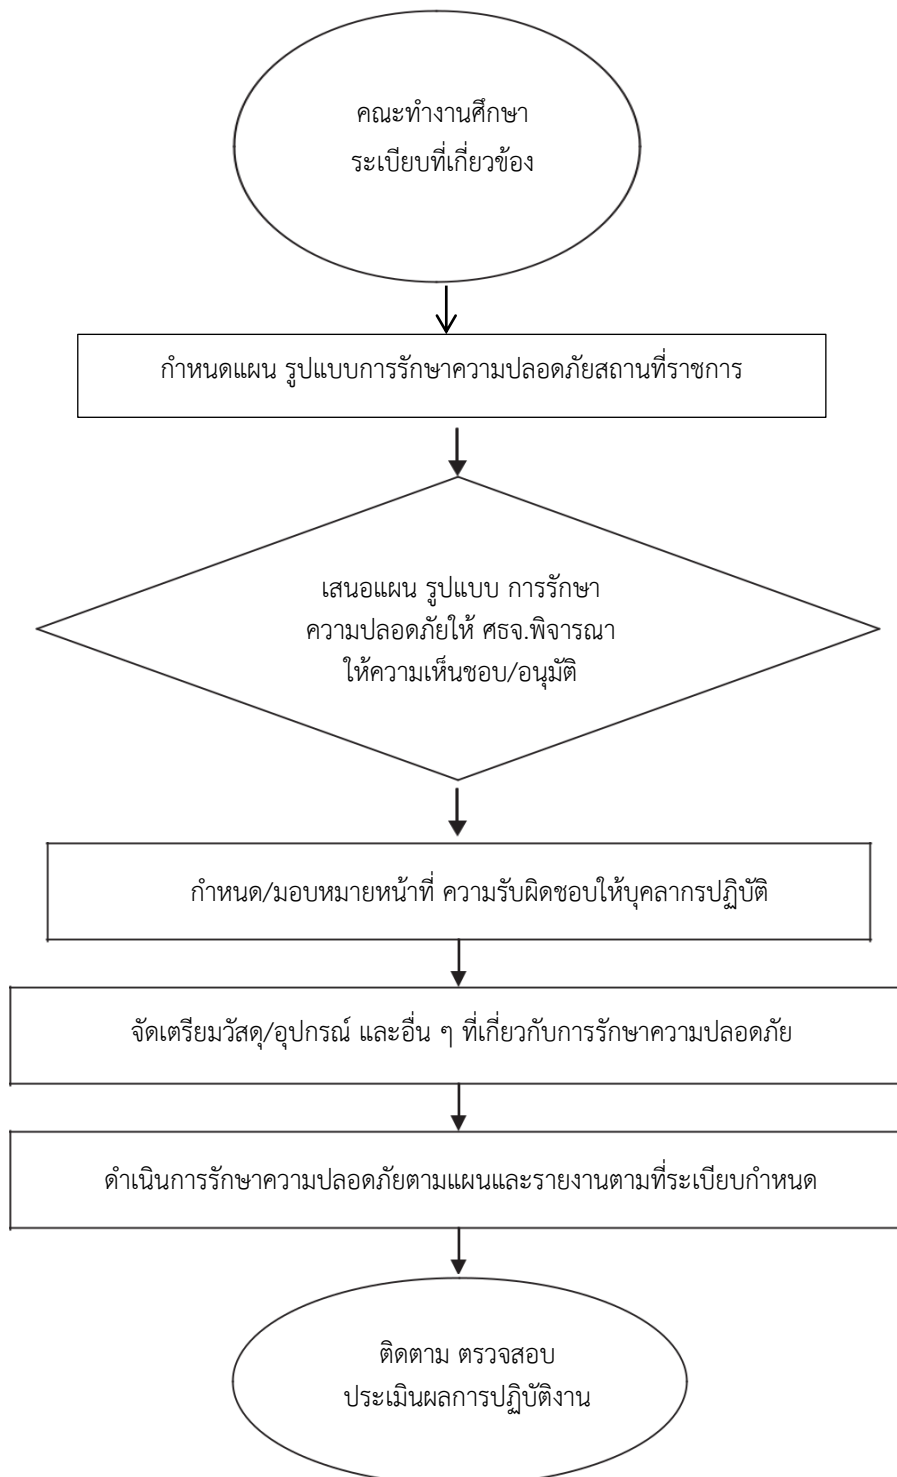 คณะทำงานศึกษา
ระเบียบที่เกี่ยวข้อง
กำหนดแผน รูปแบบการรักษาความปลอดภัยสถานที่ราชการ
เสนอแผน รูปแบบ การรักษา
ความปลอดภัยให้ ศธจ.พิจารณา
ให้ความเห็นชอบ/อนุมัติ
กำหนด/มอบหมายหน้าที่ ความรับผิดชอบให้บุคลากรปฏิบัติ
จัดเตรียมวัสดุ/อุปกรณ์ และอื่น ๆ ที่เกี่ยวกับการรักษาความปลอดภัย
ดำเนินการรักษาความปลอดภัยตามแผนและรายงานตามที่ระเบียบกำหนด
ติดตาม ตรวจสอบ
ประเมินผลการปฏิบัติงาน